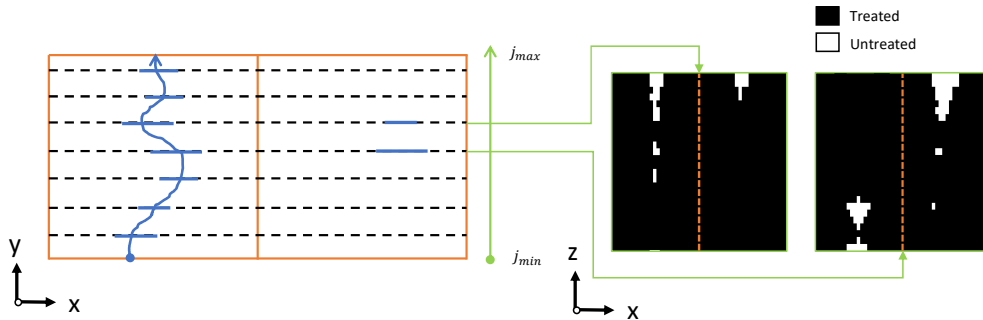 Treated
Untreated
j_max
j_min
y
x
z
x